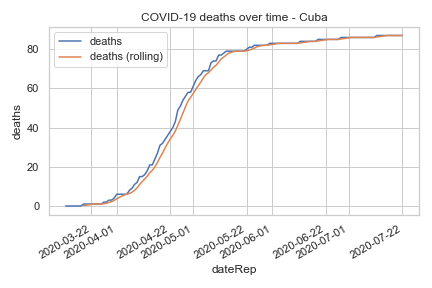 COVID-19 deaths over time - Cuba
deaths
deaths (rolling)
deaths
80
60
40
20
0
2020-03-22
2020-04-01
2020-04-22
2020-05-01
2020-05-22
2020-06-01
2020-06-22
2020-07-01
2020-07-22
dateRep